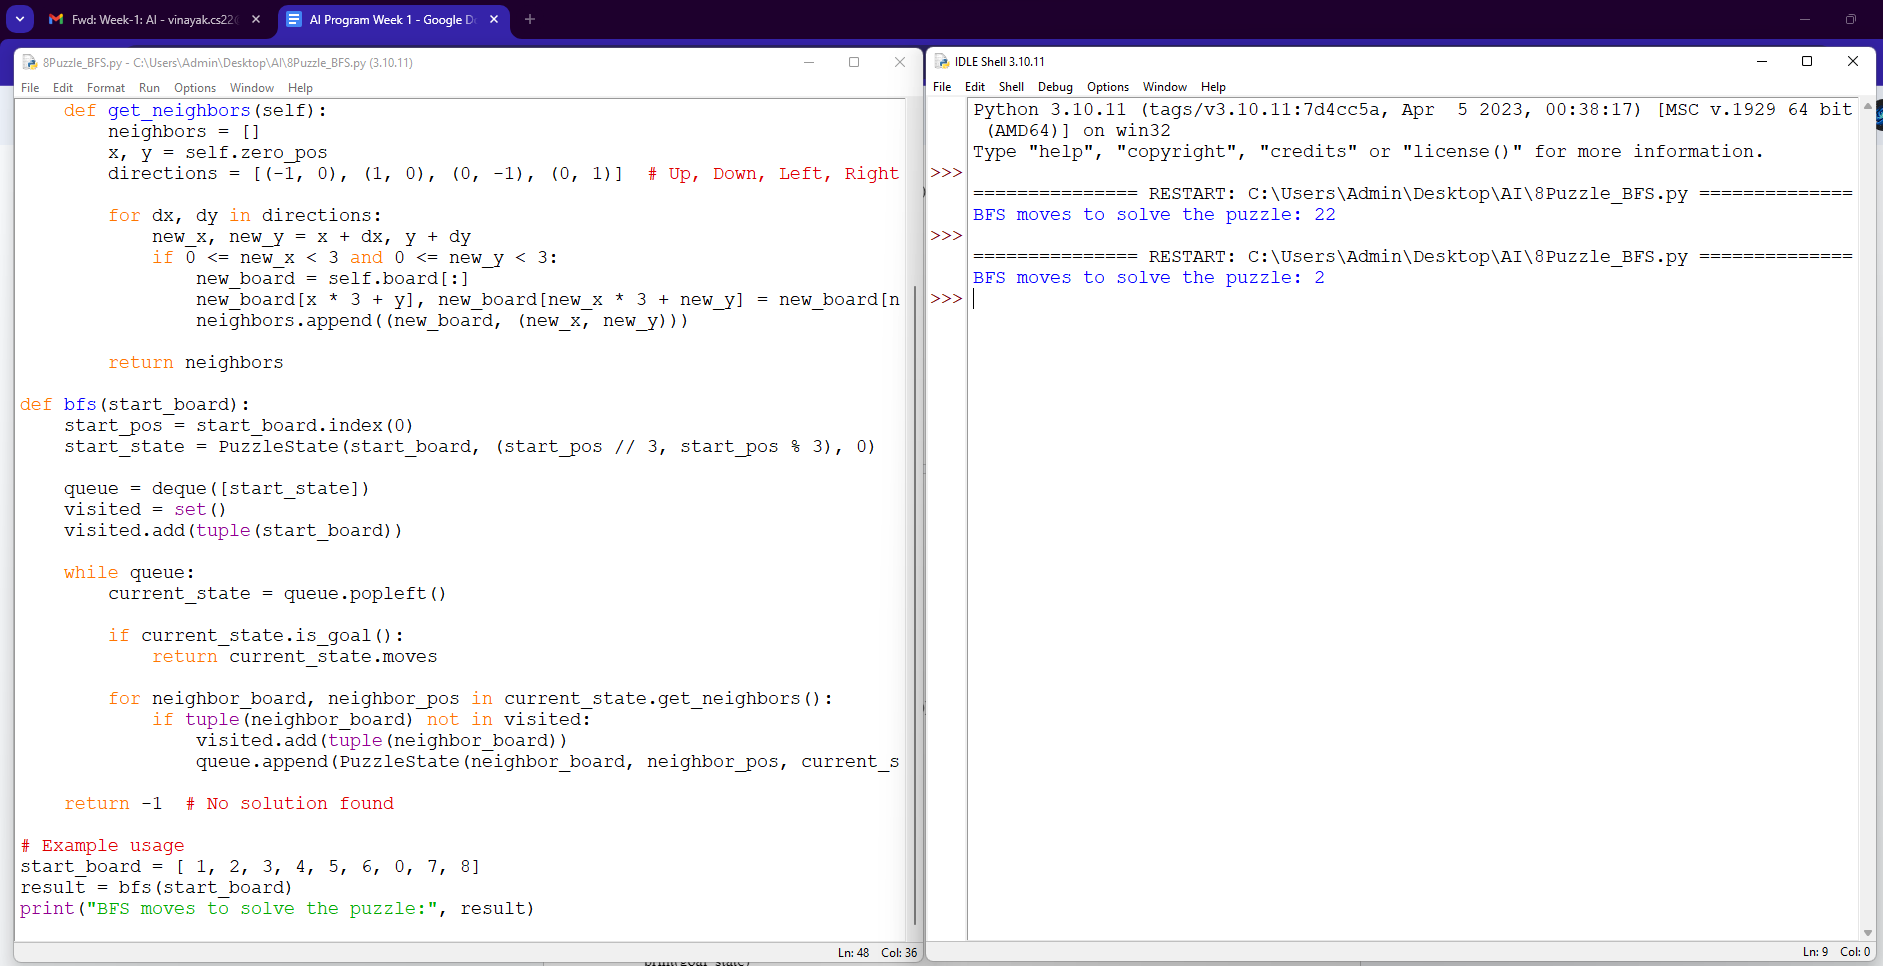 Fwd: Week-1: AI - vinayak.cs22
AI Program Week 1 - Google D
8Puzzle_BFS.py - C:\Users\Admin\Desktop\AI\8Puzzle_BFS.py (3.10.11)
File Edit Format Run Options Window Help
    def get_neighbors(self):
        neighbors = []
        x, y = self.zero_pos
        directions = [(-1, 0), (1, 0), (0, -1), (0, 1)]  # Up, Down, Left, Right
        for dx, dy in directions:
            new_x, new_y = x + dx, y + dy
            if 0 <= new_x < 3 and 0 <= new_y < 3:
                new_board = self.board[:]
                new_board[x * 3 + y], new_board[new_x * 3 + new_y] = new_board[n
                neighbors.append((new_board, (new_x, new_y)))
        return neighbors
def bfs(start_board):
    start_pos = start_board.index(0)
    start_state = PuzzleState(start_board, (start_pos // 3, start_pos % 3), 0)
    queue = deque([start_state])
    visited = set()
    visited.add(tuple(start_board))
    while queue:
        current_state = queue.popleft()
        if current_state.is_goal():
            return current_state.moves
        for neighbor_board, neighbor_pos in current_state.get_neighbors():
            if tuple(neighbor_board) not in visited:
                visited.add(tuple(neighbor_board))
                queue.append(PuzzleState(neighbor_board, neighbor_pos, current_s
    return -1  # No solution found
# Example usage
start_board = [ 1, 2, 3, 4, 5, 6, 0, 7, 8]
result = bfs(start_board)
print("BFS moves to solve the puzzle:", result)
Ln: 48 Col: 36
IDLE Shell 3.10.11
File Edit Shell Debug Options Window Help
Python 3.10.11 (tags/v3.10.11:7d4cc5a, Apr  5 2023, 00:38:17) [MSC v.1929 64 bit
 (AMD64)] on win32
Type "help", "copyright", "credits" or "license()" for more information.
>>>
=============== RESTART: C:\Users\Admin\Desktop\AI\8Puzzle_BFS.py ==============
BFS moves to solve the puzzle: 22
>>>
=============== RESTART: C:\Users\Admin\Desktop\AI\8Puzzle_BFS.py ==============
BFS moves to solve the puzzle: 2
>>>
Ln: 9 Col: 0